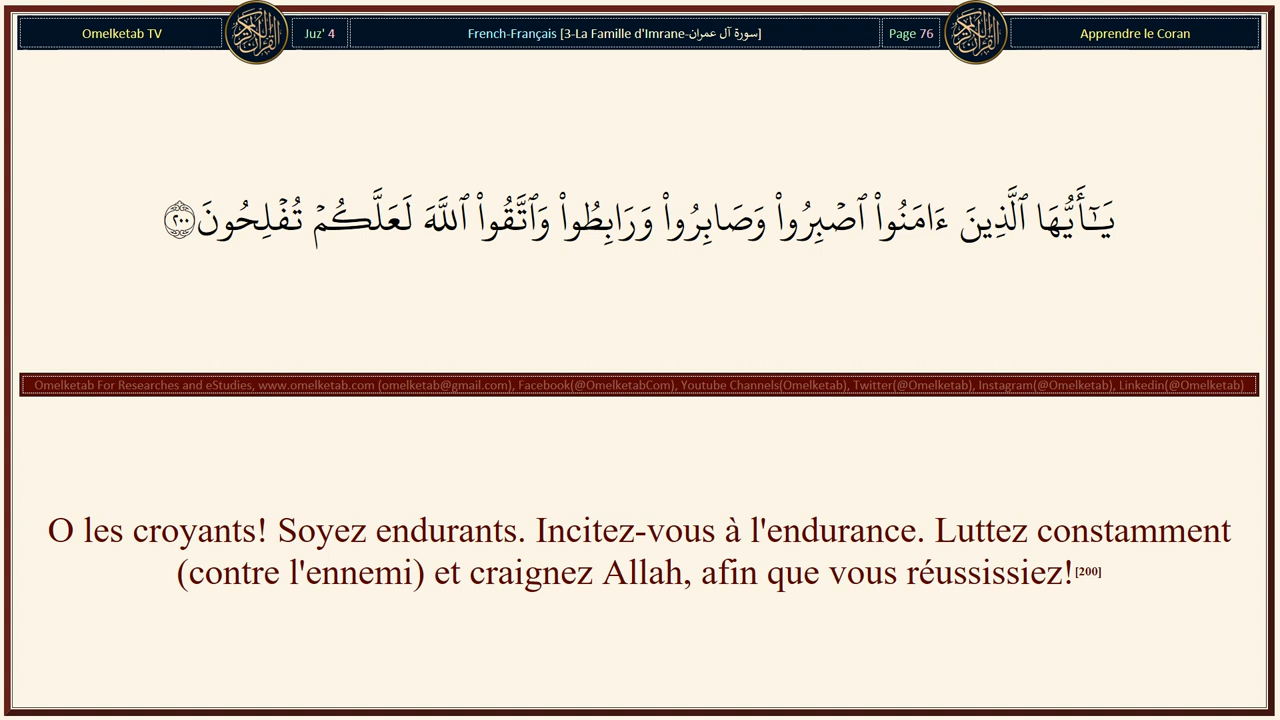 Omelketab TV
Juz' 4
French-Français [3-La Famille d'Imrane-سورة آل عمران]
Page 76
Apprendre le Coran
يَـٰٓأَيُّهَا ٱلَّذِينَ ءَامَنُوا۟ ٱصْبِرُوا۟ وَصَابِرُوا۟ وَرَابِطُوا۟ وَٱتَّقُوا۟ ٱللَّهَ لَعَلَّكُمْ تُفْلِحُونَ ٢٠٠
Omelketab For Researches and eStudies, www.omelketab.com (omelketab@gmail.com), Facebook(@OmelketabCom), Youtube Channels(Omelketab), Twitter(@Omelketab), Instagram(@Omelketab), Linkedin(@Omelketab)
O les croyants! Soyez endurants. Incitez-vous à l'endurance. Luttez constamment
(contre l'ennemi) et craignez Allah, afin que vous réussissiez![200]